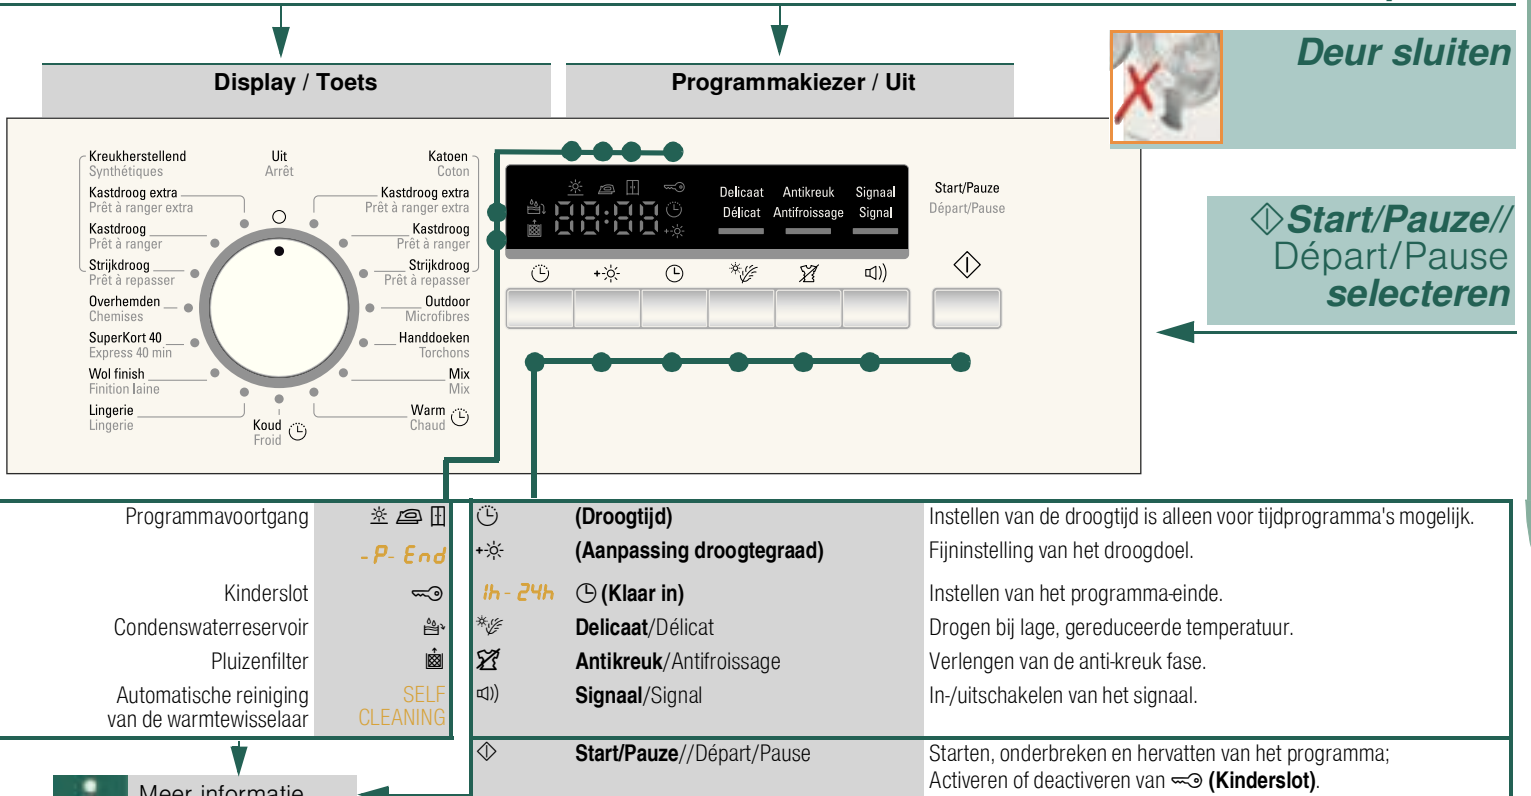 Deur sluiten
Display / Toets
Programmakiezer / Uit
Kreukherstellend
Synthétiques
Kastdroog extra
Prêt à ranger extra
Kastdroog
Prêt à ranger
Strijkdroog
Prêt à repasser
Overhemden
Chemises
SuperKort 40
Express 40 min
Wol finish
Finition laine
Lingerie
Lingerie
Uit
Arrêt
Koud
Froid
Katoen
Coton
Kastdroog extra
Prêt à ranger extra
Kastdroog
Prêt à ranger
Strijkdroog
Prêt à repasser
Outdoor
Microfibres
Handdoeken
Torchons
Mix
Mix
Warm
Chaud
88:88
Delicaat Antikreuk Signaal
Délicat Antifroissage Signal
Start/Pauze
Départ/Pause
Start/Pauze//
Départ/Pause
selecteren
Programmavoortgang
-P- End
Kinderslot
Condenswaterreservoir
Pluizenfilter
Automatische reiniging SELF
van de warmtewisselaar CLEANING
(Droogtijd) Instellen van de droogtijd is alleen voor tijdprogramma's mogelijk.
(Aanpassing droogtegraad) Fijninstelling van het droogdoel.
1h - 24h (Klaar in) Instellen van het programma-einde.
Delicaat/Délicat Drogen bij lage, gereduceerde temperatuur.
Antikreuk/Antifroissage Verlengen van de anti-kreuk fase.
Signaal/Signal In-/uitschakelen van het signaal.
Start/Pauze//Départ/Pause Starten, onderbreken en hervatten van het programma;
Activeren of deactiveren van (Kinderslot).
Meer informatie